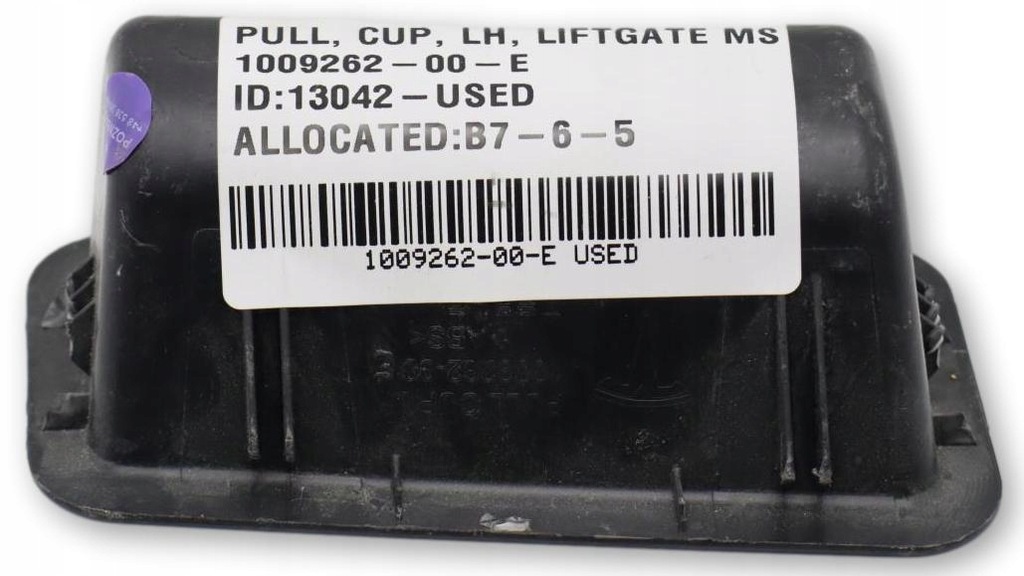 PULL, CUP, LH, LIFTGATE MS
1009262-00-E
ID:13042-USED
ALLOCATED:B7-6-5
1009262-00-E USED